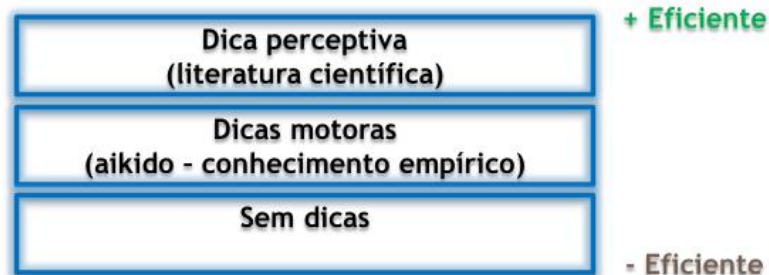 + Eficiente
Dica perceptiva
(literatura científica)
Dicas motoras
(aikido - conhecimento empírico)
Sem dicas
- Eficiente